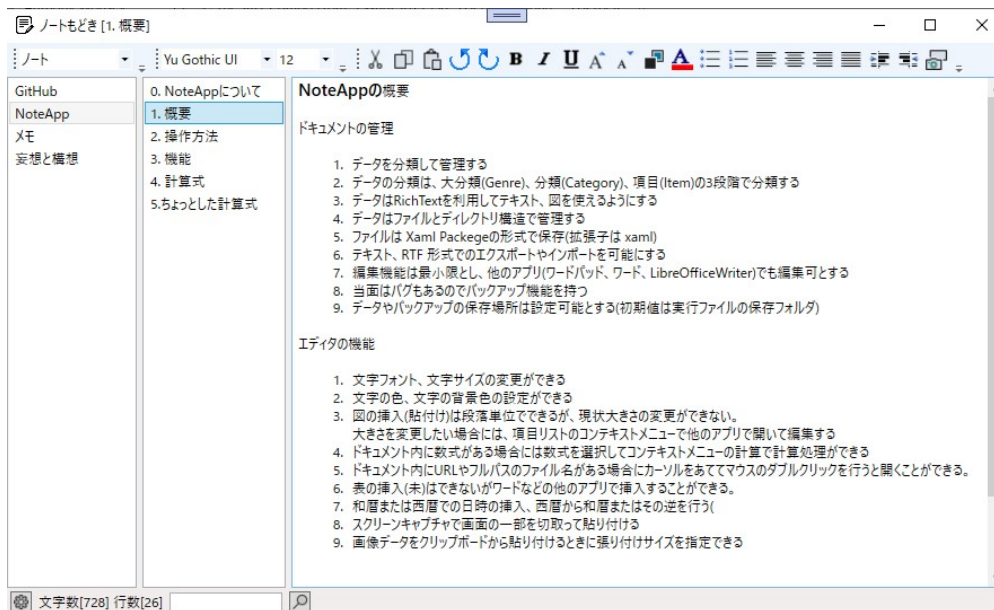 ノートもどき [1. 概要]
ノート Yu Gothic UI 12
GitHub
NoteApp
メモ
妄想と構想
0. NoteAppについて
1. 概要
2. 操作方法
3. 機能
4. 計算式
5.ちょっとした計算式
NoteAppの概要
ドキュメントの管理
1. データを分類して管理する
2. データの分類は、大分類(Genre)、分類(Category)、項目(Item)の3段階で分類する
3. データはRichTextを利用してテキスト、図を使えるようにする
4. データはファイルとディレクトリ構造で管理する
5. ファイルは Xaml Packegeの形式で保存(拡張子は xaml)
6. テキスト、RTF 形式でのエクスポートやインポートを可能にする
7. 編集機能は最小限とし、他のアプリ(ワードパッド、ワード、LibreOfficeWriter)でも編集可とする
8. 当面はバグもあるのでバックアップ機能を持つ
9. データやバックアップの保存場所は設定可能とする(初期値は実行ファイルの保存フォルダ)
エディタの機能
1. 文字フォント、文字サイズの変更ができる
2. 文字の色、文字の背景色の設定ができる
3. 図の挿入(貼付け)は段落単位でできるが、現状大きさの変更ができない。
大きさを変更したい場合には、項目リストのコンテキストメニューで他のアプリで開いて編集する
4. ドキュメント内に数式がある場合には数式を選択してコンテキストメニューの計算で計算処理ができる
5. ドキュメント内にURLやフルパスのファイル名がある場合にカーソルをあててマウスのダブルクリックを行うと開くことができる。
6. 表の挿入(未)はできないがワードなどの他のアプリで挿入することができる。
7. 和暦または西暦での日時の挿入、西暦から和暦またはその逆を行う(
8. スクリーンキャプチャで画面の一部を切取って貼り付ける
9. 画像データをクリップボードから貼り付けるときに張り付けサイズを指定できる
文字数[728] 行数[26]